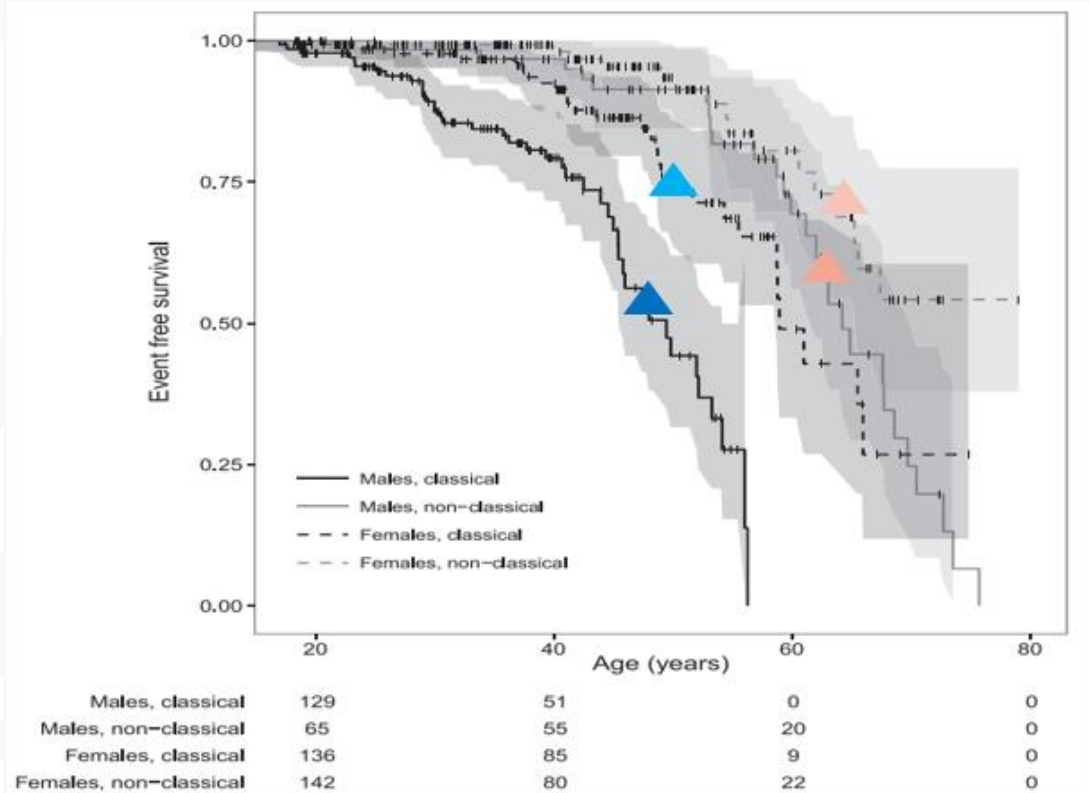 1.00
0.75
0.50
0.25
0.00
Event free survival
Males, classical
Males, non-classical
Females, classical
Females, non-classical
20 40 60 80
Age (years)
Males, classical 129 51 0 0
Males, non-classical 65 55 20 0
Females, classical 136 85 9 0
Females, non-classical 142 80 22 0